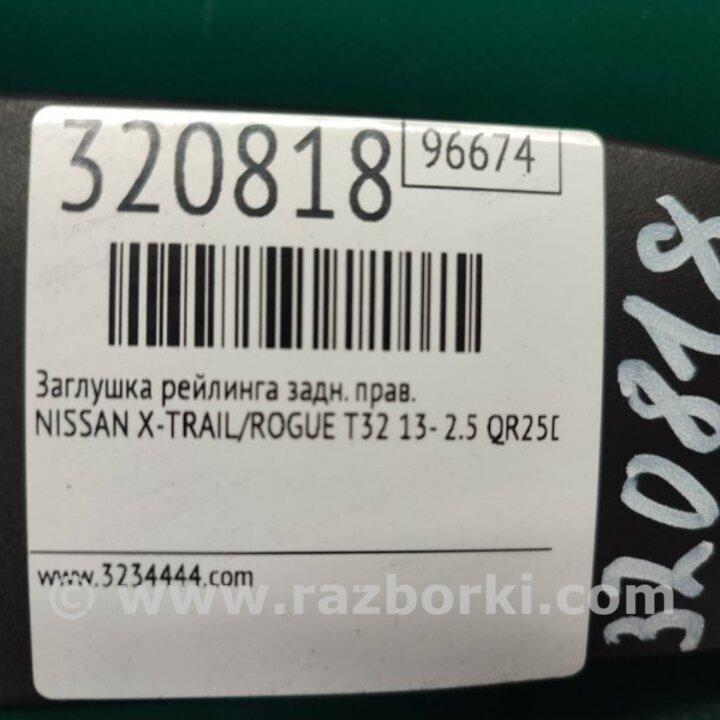 320818
96674
Заглушка рейлинга задн. прав.
NISSAN X-TRAIL/ROGUE T32 13- 2.5 QR25D
www.3234444.com
© www.razborki.com
320818